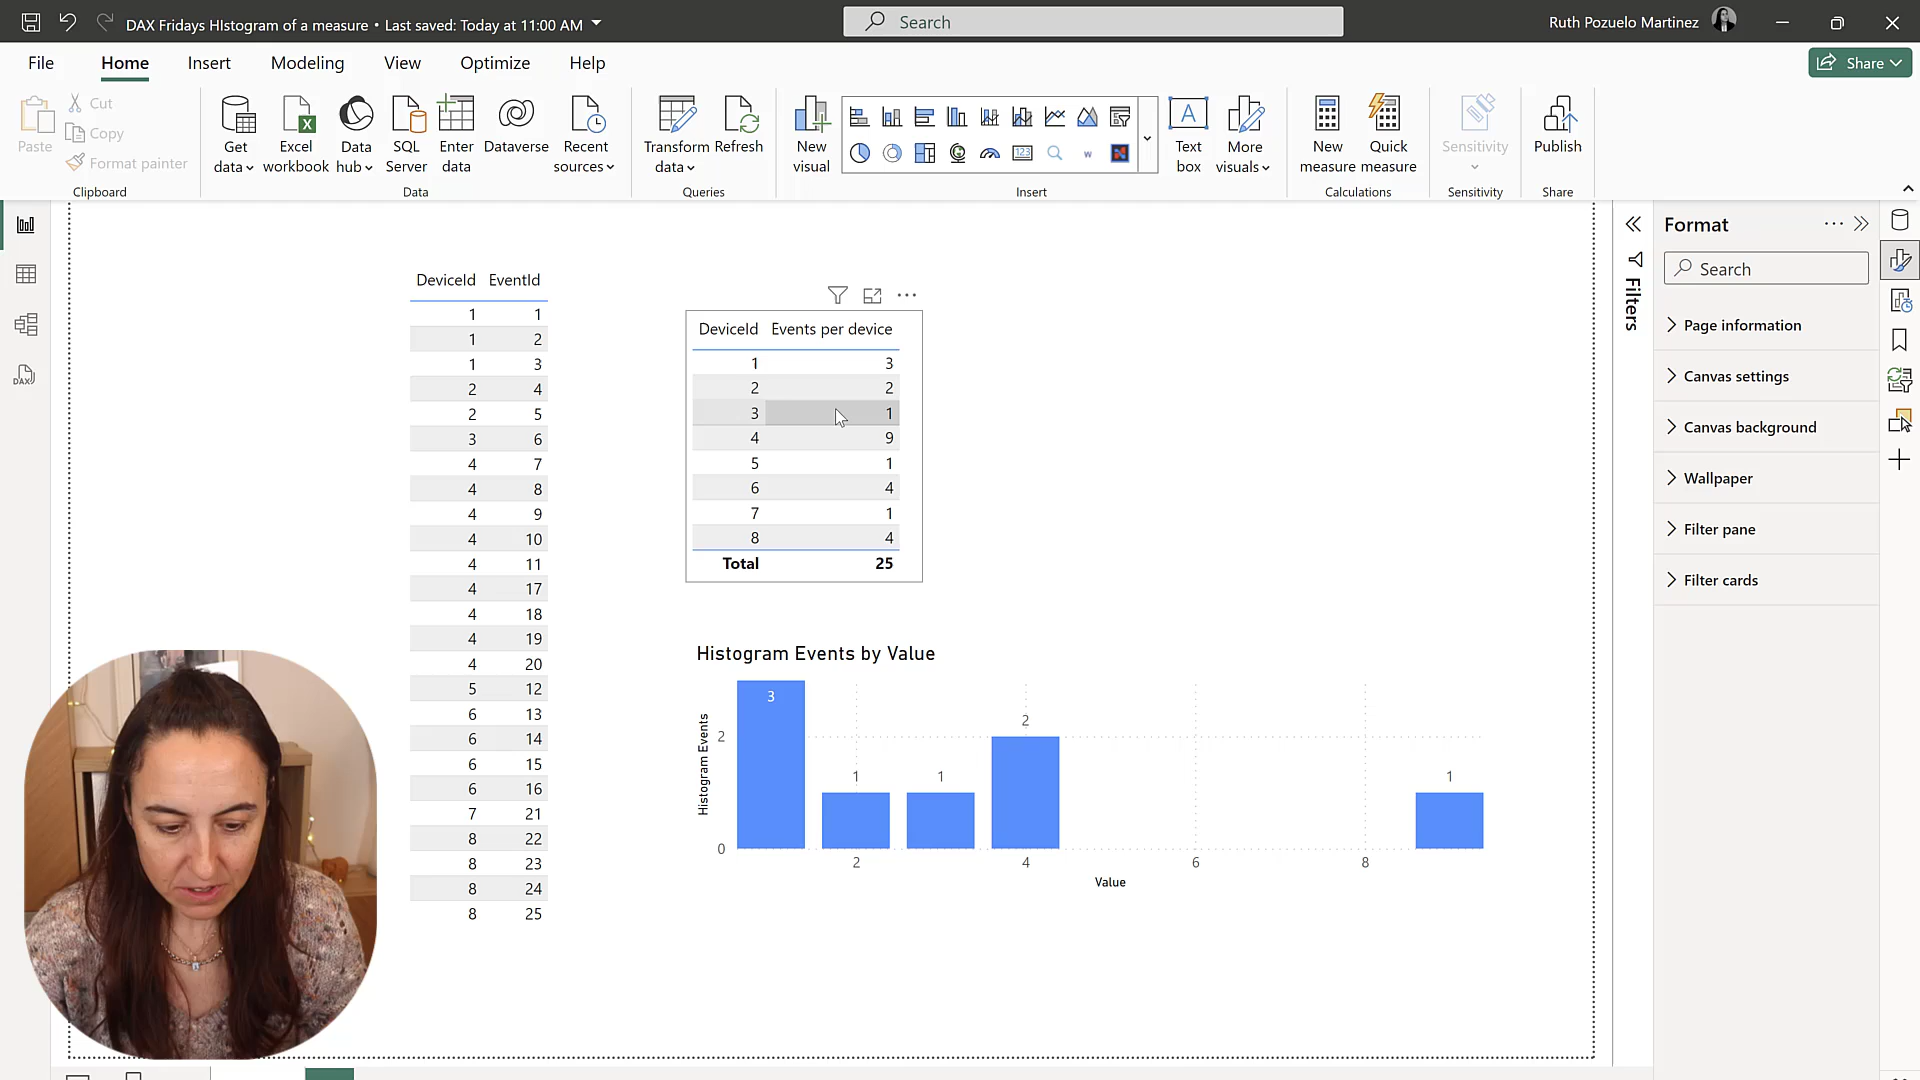 DAX Fridays HIstogram of a measure • Last saved: Today at 11:00 AM
Search
Ruth Pozuelo Martinez
File
Home
Insert
Modeling
View
Optimize
Help
Share
Paste
Cut
Copy
Format painter
Clipboard
Get data
Excel workbook
Data hub
SQL Server
Enter data
Dataverse
Recent sources
Data
Transform data
Refresh
Queries
New visual
123
Text box
More visuals
Insert
New measure
Quick measure
Calculations
Sensitivity
Sensitivity
Publish
Share
DAX
DeviceId EventId
1 1
1 2
1 3
2 4
2 5
3 6
4 7
4 8
4 9
4 10
4 11
4 17
4 18
4 19
4 20
5 12
6 13
6 14
6 15
6 16
7 21
8 22
8 23
8 24
8 25
DeviceId Events per device
1 3
2 2
3 1
4 9
5 1
6 4
7 1
8 4
Total 25
Histogram Events by Value
Histogram Events
2
0
3
1
1
2
1
2 4 6 8
Value
Filters
Format
Search
Page information
Canvas settings
Canvas background
Wallpaper
Filter pane
Filter cards